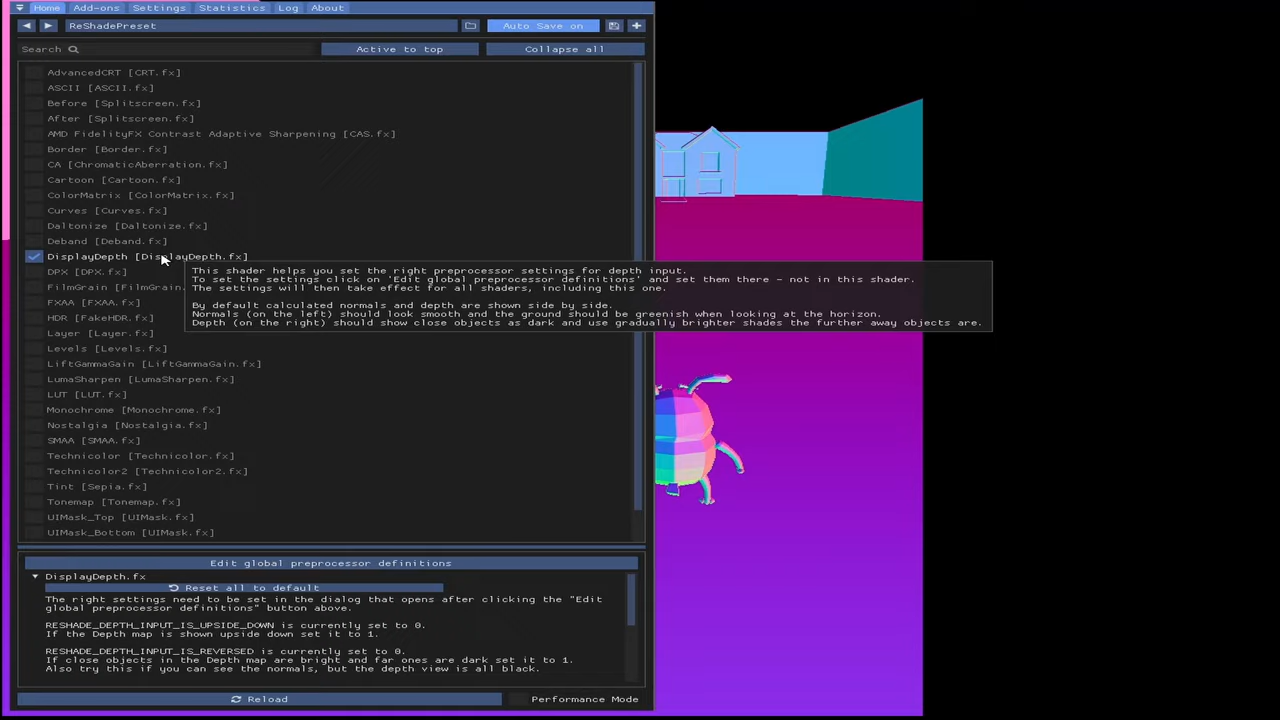 Home Add-ons Settings Statistics Log About
ReShadePreset Auto Save on
Search Active to top Collapse all
AdvancedCRT [CRT.fx]
ASCII [ASCII.fx]
Before [Splitscreen.fx]
After [Splitscreen.fx]
AMD FidelityFX Contrast Adaptive Sharpening [CAS.fx]
Border [Border.fx]
CA [ChromaticAberration.fx]
Cartoon [Cartoon.fx]
ColorMatrix [ColorMatrix.fx]
Curves [Curves.fx]
Daltonize [Daltonize.fx]
Deband [Deband.fx]
DisplayDepth [DisplayDepth.fx]
DPX [DPX.fx]
FilmGrain [FilmGrain.
FXAA [FXAA.fx]
HDR [FakeHDR.fx]
Layer [Layer.fx]
Levels [Levels.fx]
LiftGammaGain [LiftGammaGain.fx]
LumaSharpen [LumaSharpen.fx]
LUT [LUT.fx]
Monochrome [Monochrome.fx]
Nostalgia [Nostalgia.fx]
SMAA [SMAA.fx]
Technicolor [Technicolor.fx]
Technicolor2 [Technicolor2.fx]
Tint [Sepia.fx]
Tonemap [Tonemap.fx]
UIMask_Top [UIMask.fx]
UIMask_Bottom [UIMask.fx]
This shader helps you set the right preprocessor settings for depth input.
To set the settings click on 'Edit global preprocessor definitions' and set them there - not in this shader.
The settings will then take effect for all shaders, including this one.
By default calculated normals and depth are shown side by side.
Normals (on the left) should look smooth and the ground should be greenish when looking at the horizon.
Depth (on the right) should show close objects as dark and use gradually brighter shades the further away objects are.
Edit global preprocessor definitions
DisplayDepth.fx
Reset all to default
The right settings need to be set in the dialog that opens after clicking the "Edit
global preprocessor definitions" button above.
RESHADE_DEPTH_INPUT_IS_UPSIDE_DOWN is currently set to 0.
If the Depth map is shown upside down set it to 1.
RESHADE_DEPTH_INPUT_IS_REVERSED is currently set to 0.
If close objects in the Depth map are bright and far ones are dark set it to 1.
Also try this if you can see the normals, but the depth view is all black.
Reload Performance Mode